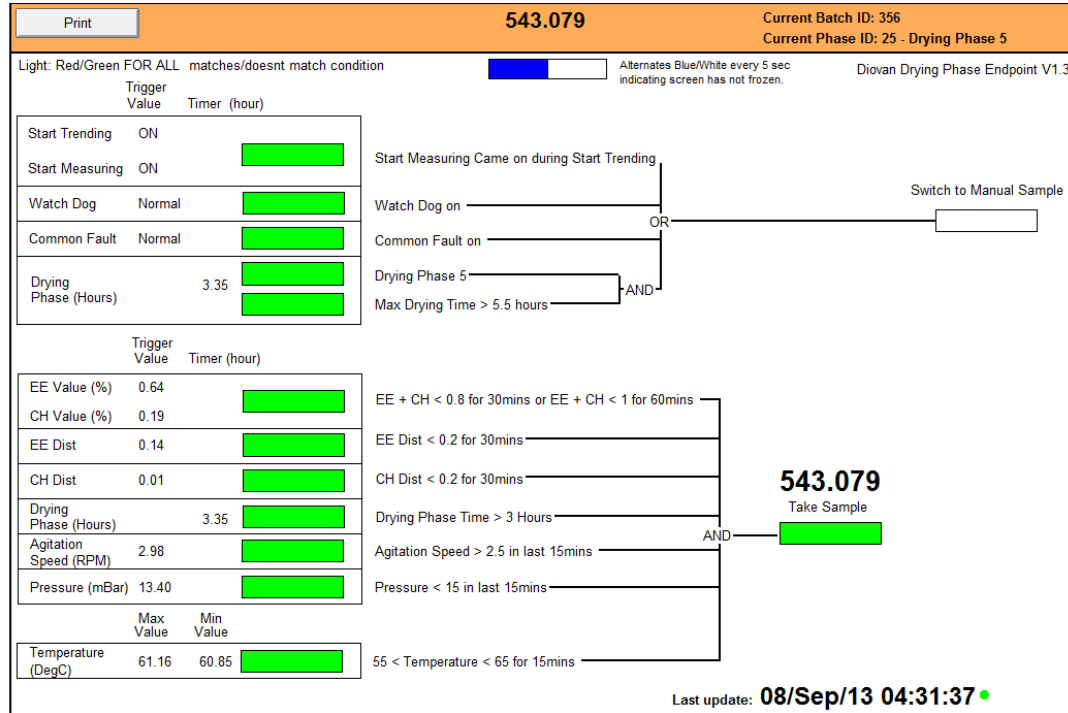 Print
543.079
Current Batch ID: 356
Current Phase ID: 25 - Drying Phase 5
Light: Red/Green FOR ALL matches/doesnt match condition
Alternates Blue/White every 5 sec
indicating screen has not frozen.
Diovan Drying Phase Endpoint V1.3
Trigger
Value
Timer (hour)
Start Trending ON
Start Measuring ON
Start Measuring Came on during Start Trending
Watch Dog Normal
Watch Dog on
Common Fault Normal
Common Fault on
Drying
Phase (Hours)
3.35
Drying Phase 5
Max Drying Time > 5.5 hours
AND
OR
Switch to Manual Sample
Trigger
Value
Timer (hour)
EE Value (%) 0.64
CH Value (%) 0.19
EE + CH < 0.8 for 30mins or EE + CH < 1 for 60mins
EE Dist 0.14
EE Dist < 0.2 for 30mins
CH Dist 0.01
CH Dist < 0.2 for 30mins
Drying
Phase (Hours)
3.35
Drying Phase Time > 3 Hours
Agitation
Speed (RPM)
2.98
Agitation Speed > 2.5 in last 15mins
Pressure (mBar) 13.40
Pressure < 15 in last 15mins
AND
543.079
Take Sample
Max
Value
Min
Value
Temperature
(DegC)
61.16 60.85
55 < Temperature < 65 for 15mins
Last update: 08/Sep/13 04:31:37